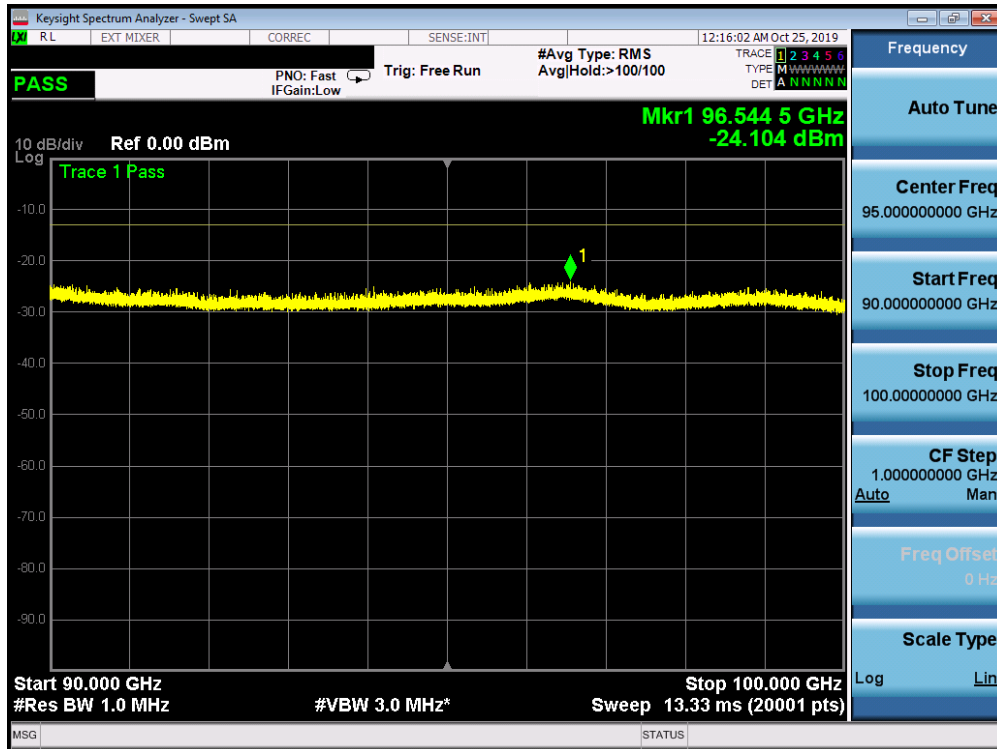 Keysight Spectrum Analyzer - Swept SA
LXI RL EXT MIXER CORREC SENSE:INT 12:16:02 AM Oct 25, 2019
PASS
PNO: Fast
IFGain:Low
Trig: Free Run
#Avg Type: RMS
Avg|Hold:>100/100
TRACE 1 2 3 4 5 6
TYPE M WWWWW
DET A N N N N N
Mkr1 96.544 5 GHz
-24.104 dBm
10 dB/div Ref 0.00 dBm
Log
Trace 1 Pass
1
-10.0
-20.0
-30.0
-40.0
-50.0
-60.0
-70.0
-80.0
-90.0
Start 90.000 GHz Stop 100.000 GHz
#Res BW 1.0 MHz #VBW 3.0 MHz* Sweep 13.33 ms (20001 pts)
MSG STATUS
Frequency
Auto Tune
Center Freq
95.000000000 GHz
Start Freq
90.000000000 GHz
Stop Freq
100.00000000 GHz
CF Step
1.000000000 GHz
Auto Man
Freq Offset
0 Hz
Scale Type
Log Lin